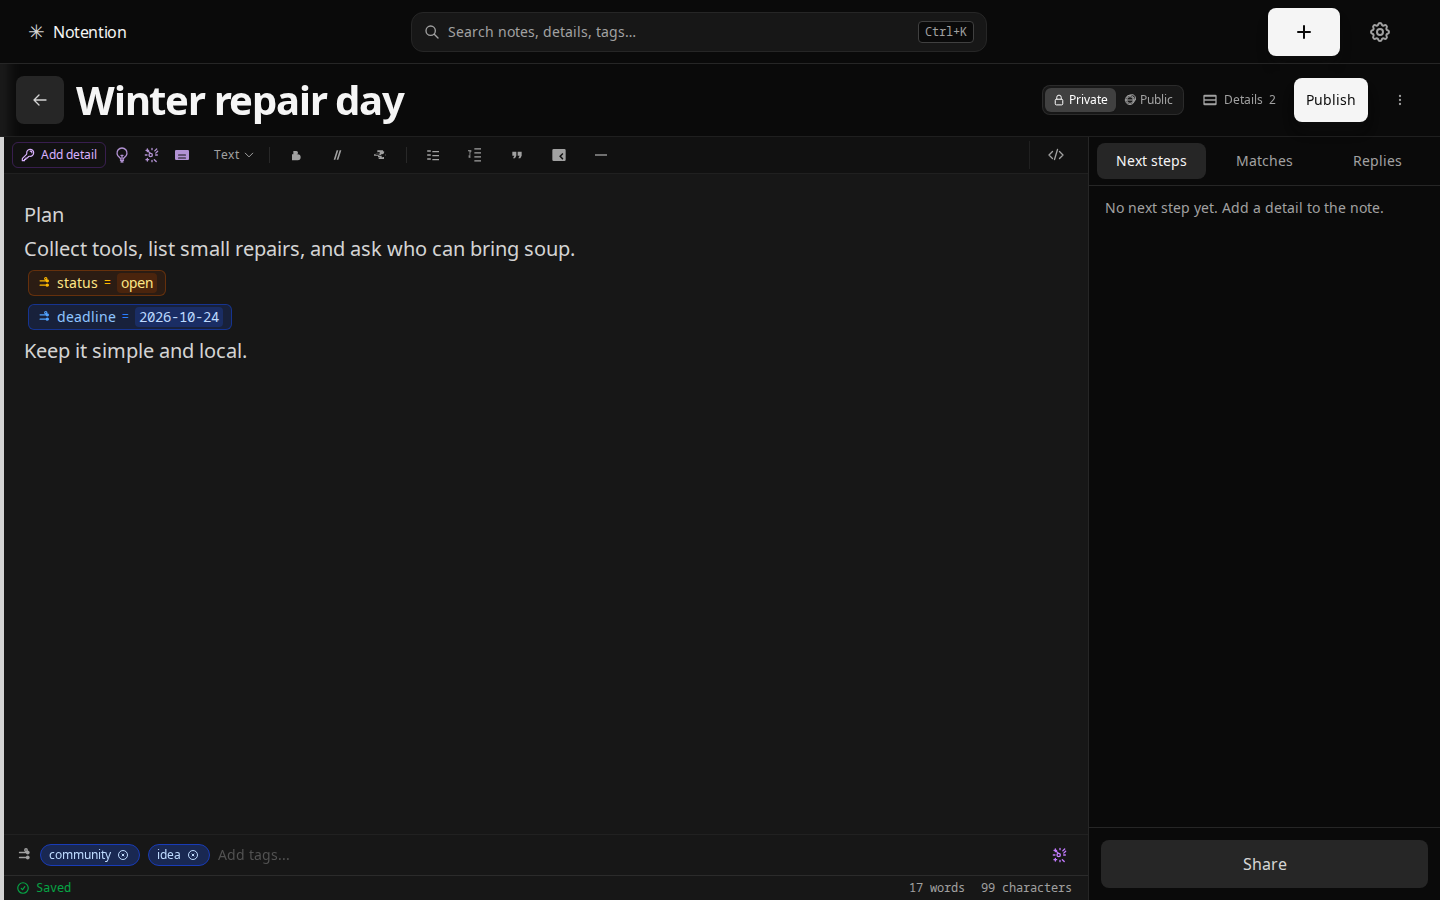 Notention
Search notes, details, tags...
Ctrl+K
Winter repair day
Private
Public
Details 2
Publish
Add detail
Text
Next steps
Matches
Replies
Plan
Collect tools, list small repairs, and ask who can bring soup.
status = open
deadline = 2026-10-24
Keep it simple and local.
No next step yet. Add a detail to the note.
community
idea
Add tags...
Share
Saved
17 words
99 characters